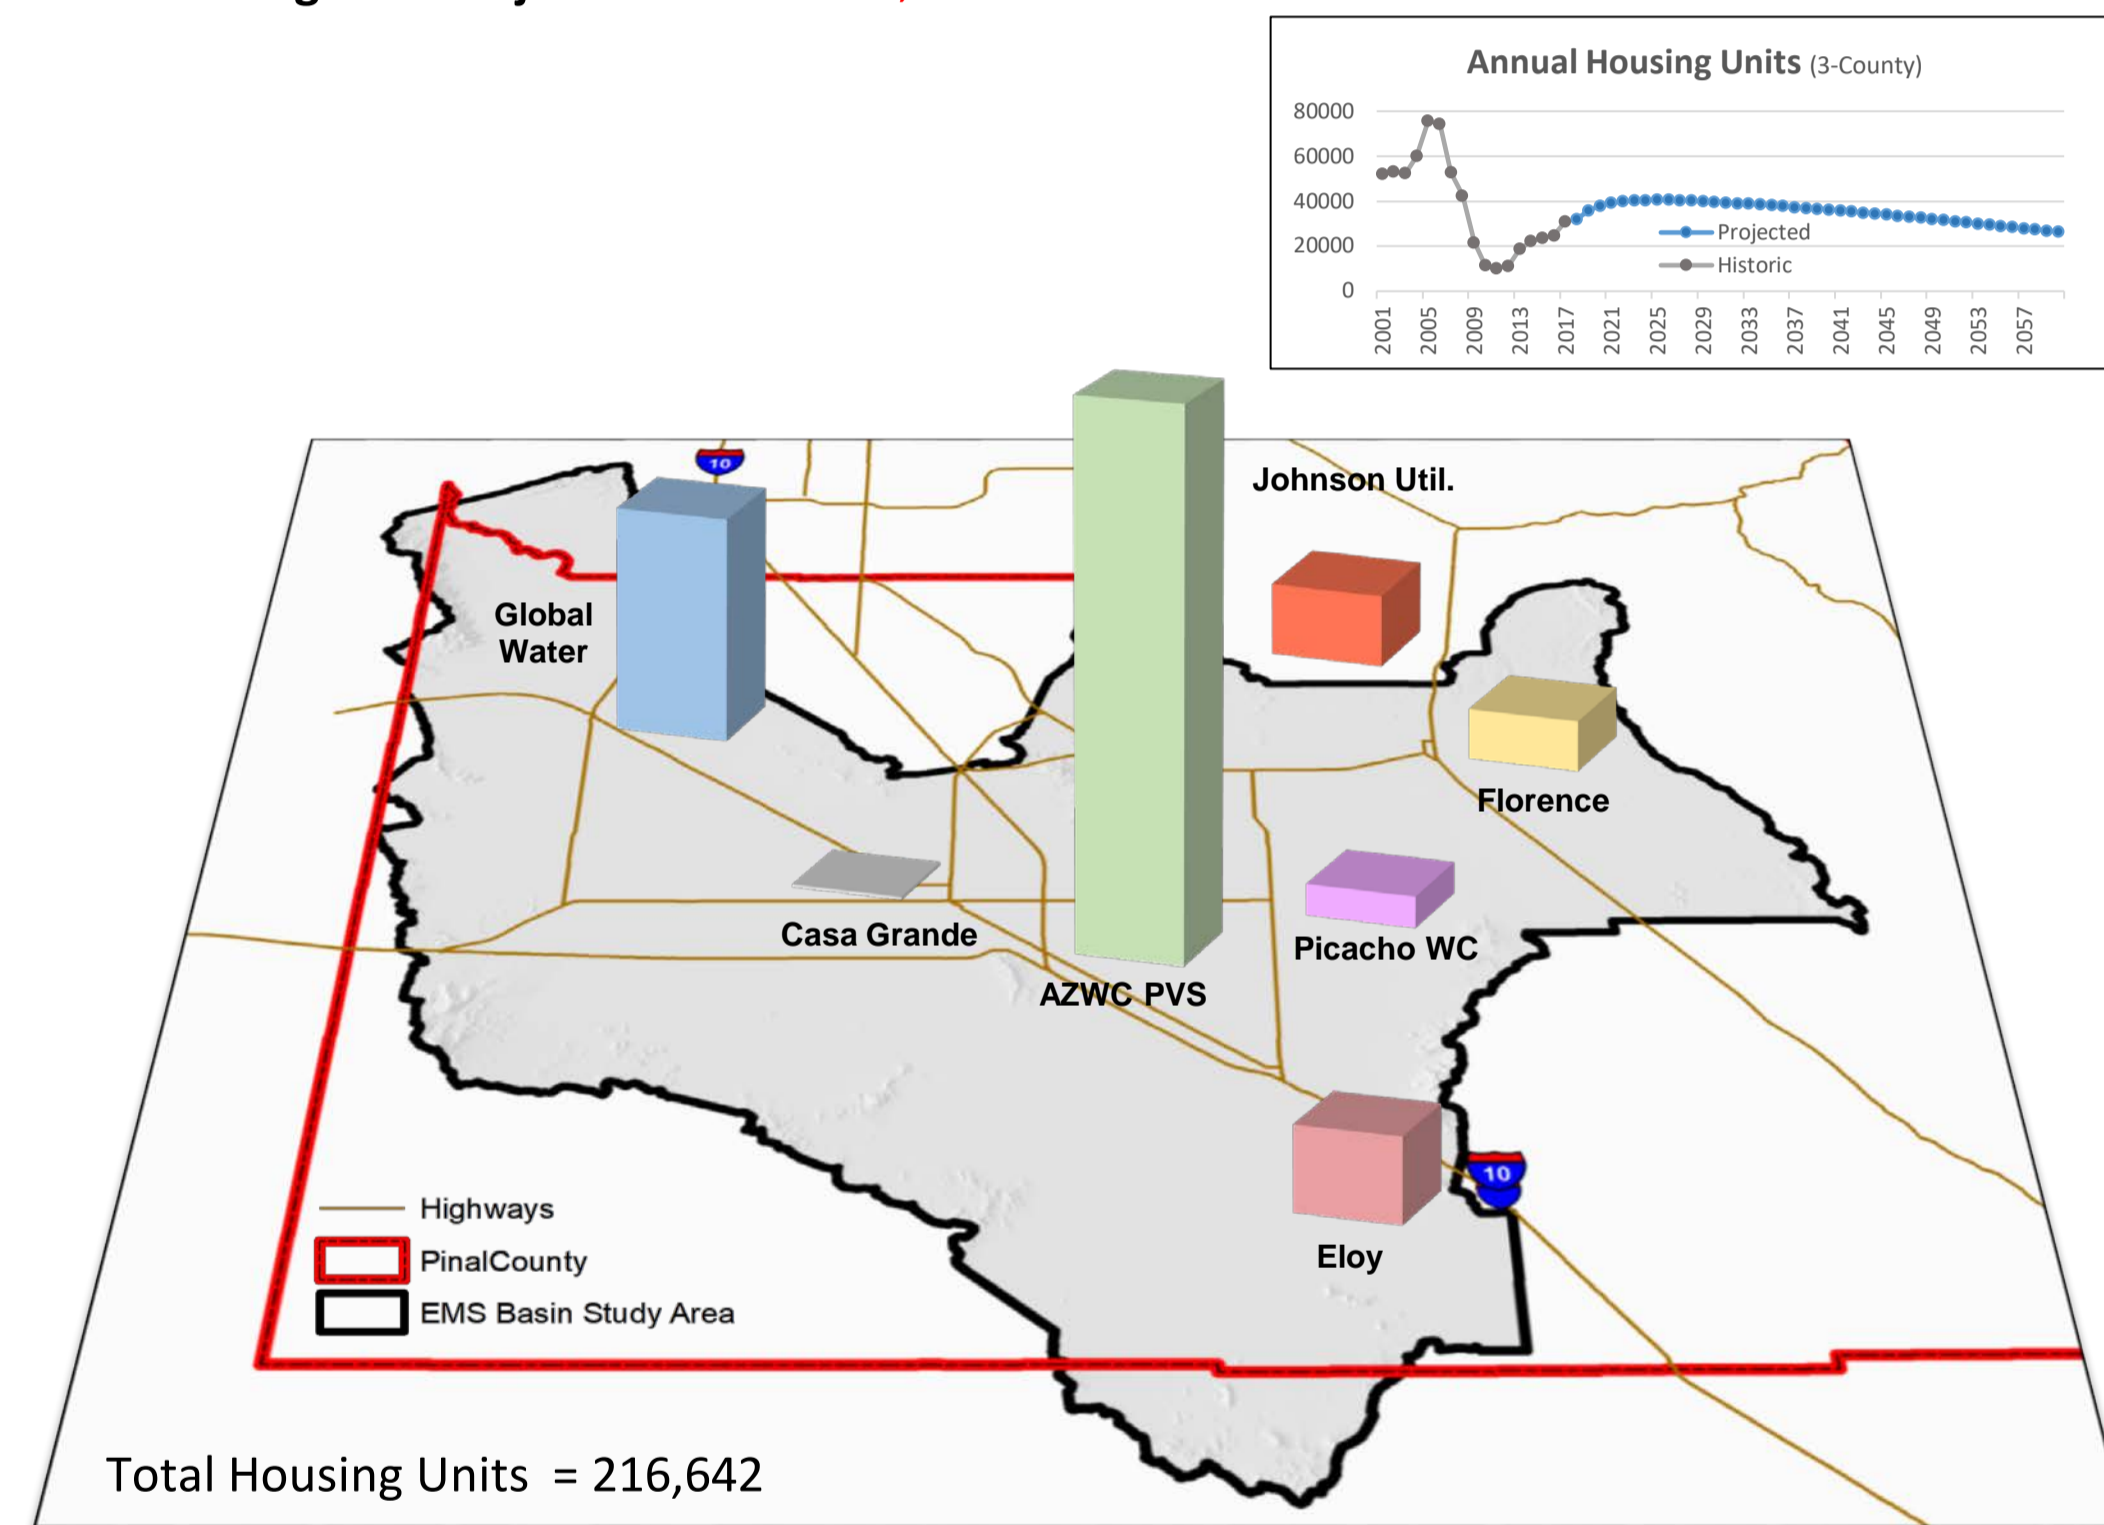 Annual Housing Units (3-County)
80000
60000
40000
20000
0
Projected
Historic
2001 2005 2009 2013 2017 2021 2025 2029 2033 2037 2041 2045 2049 2053 2057
10
Johnson Util.
Global
Water
Florence
Casa Grande
Picacho WC
AZWC PVS
10
Eloy
Highways
PinalCounty
EMS Basin Study Area
Total Housing Units = 216,642